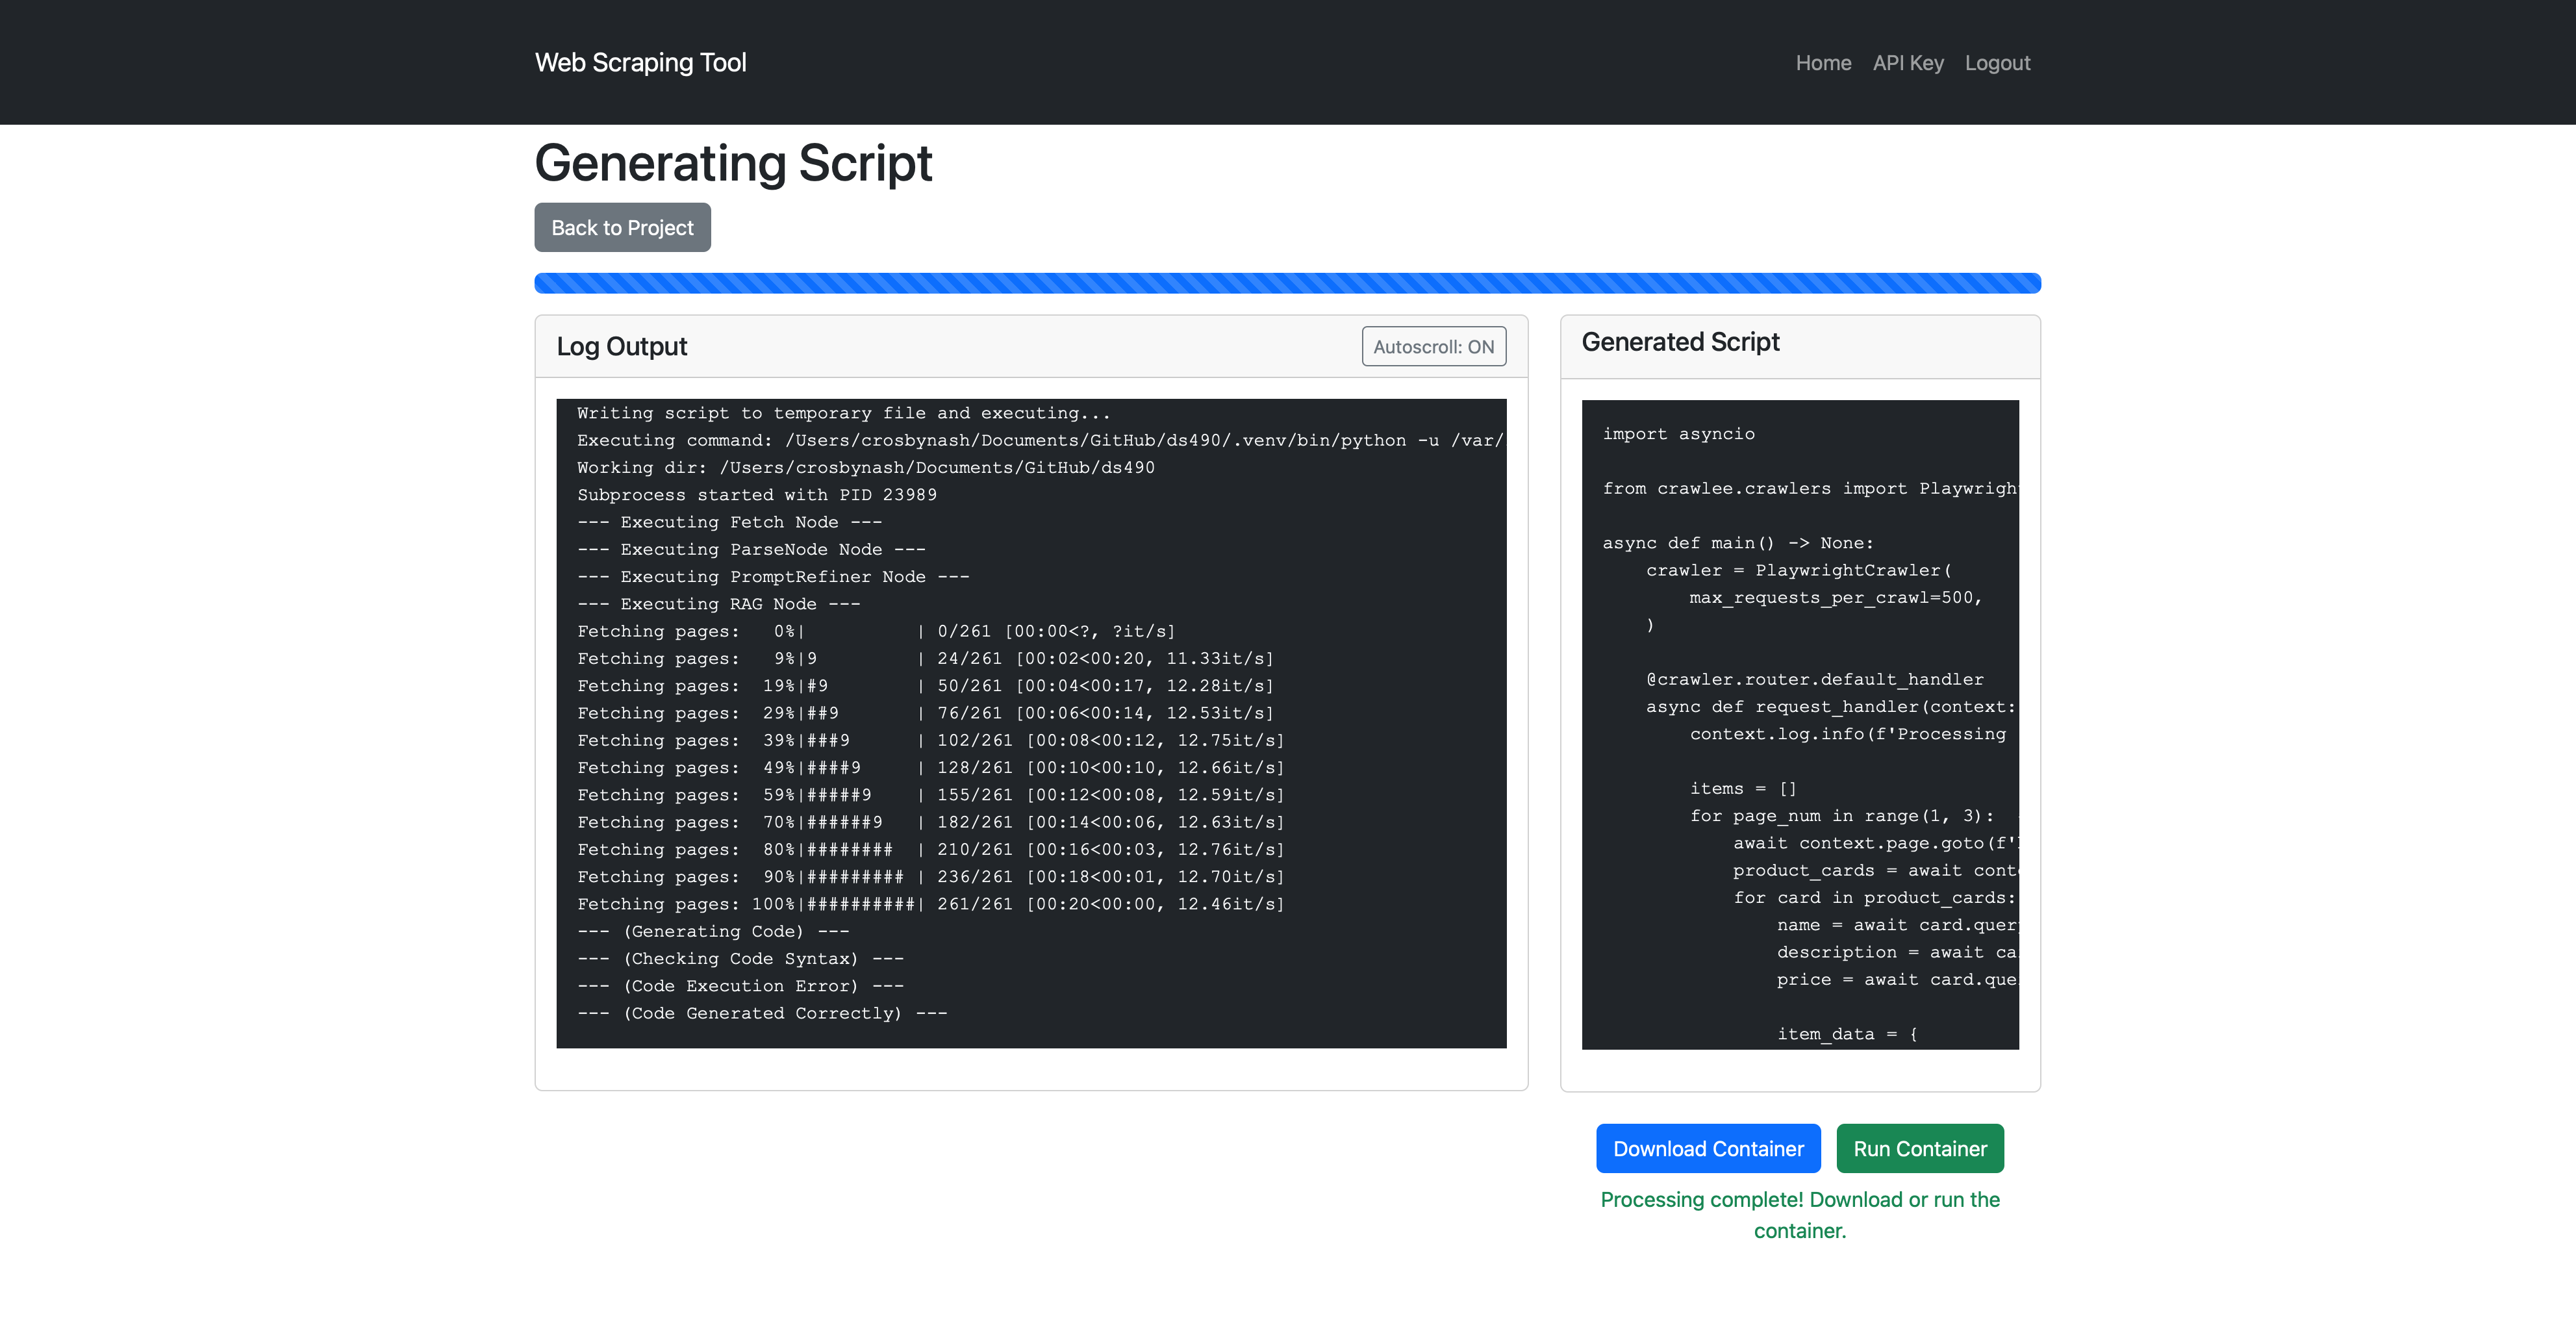 Web Scraping Tool
Home API Key Logout
Generating Script
Back to Project
Log Output
Autoscroll: ON
Writing script to temporary file and executing...
Executing command: /Users/crosbynash/Documents/GitHub/ds490/.venv/bin/python -u /var/
Working dir: /Users/crosbynash/Documents/GitHub/ds490
Subprocess started with PID 23989
--- Executing Fetch Node ---
--- Executing ParseNode Node ---
--- Executing PromptRefiner Node ---
--- Executing RAG Node ---
Fetching pages:   0%|          | 0/261 [00:00<?, ?it/s]
Fetching pages:   9%|9         | 24/261 [00:02<00:20, 11.33it/s]
Fetching pages:  19%|#9        | 50/261 [00:04<00:17, 12.28it/s]
Fetching pages:  29%|##9       | 76/261 [00:06<00:14, 12.53it/s]
Fetching pages:  39%|###9      | 102/261 [00:08<00:12, 12.75it/s]
Fetching pages:  49%|####9     | 128/261 [00:10<00:10, 12.66it/s]
Fetching pages:  59%|#####9    | 155/261 [00:12<00:08, 12.59it/s]
Fetching pages:  70%|######9   | 182/261 [00:14<00:06, 12.63it/s]
Fetching pages:  80%|########  | 210/261 [00:16<00:03, 12.76it/s]
Fetching pages:  90%|######### | 236/261 [00:18<00:01, 12.70it/s]
Fetching pages: 100%|##########| 261/261 [00:20<00:00, 12.46it/s]
--- (Generating Code) ---
--- (Checking Code Syntax) ---
--- (Code Execution Error) ---
--- (Code Generated Correctly) ---
Generated Script
import asyncio
from crawlee.crawlers import Playwrigh
async def main() -> None:
    crawler = PlaywrightCrawler(
        max_requests_per_crawl=500,
    )
    @crawler.router.default_handler
    async def request_handler(context:
        context.log.info(f'Processing
        items = []
        for page_num in range(1, 3):
            await context.page.goto(f'
            product_cards = await cont
            for card in product_cards:
                name = await card.quer
                description = await ca
                price = await card.que
                item_data = {
Download Container
Run Container
Processing complete! Download or run the
container.